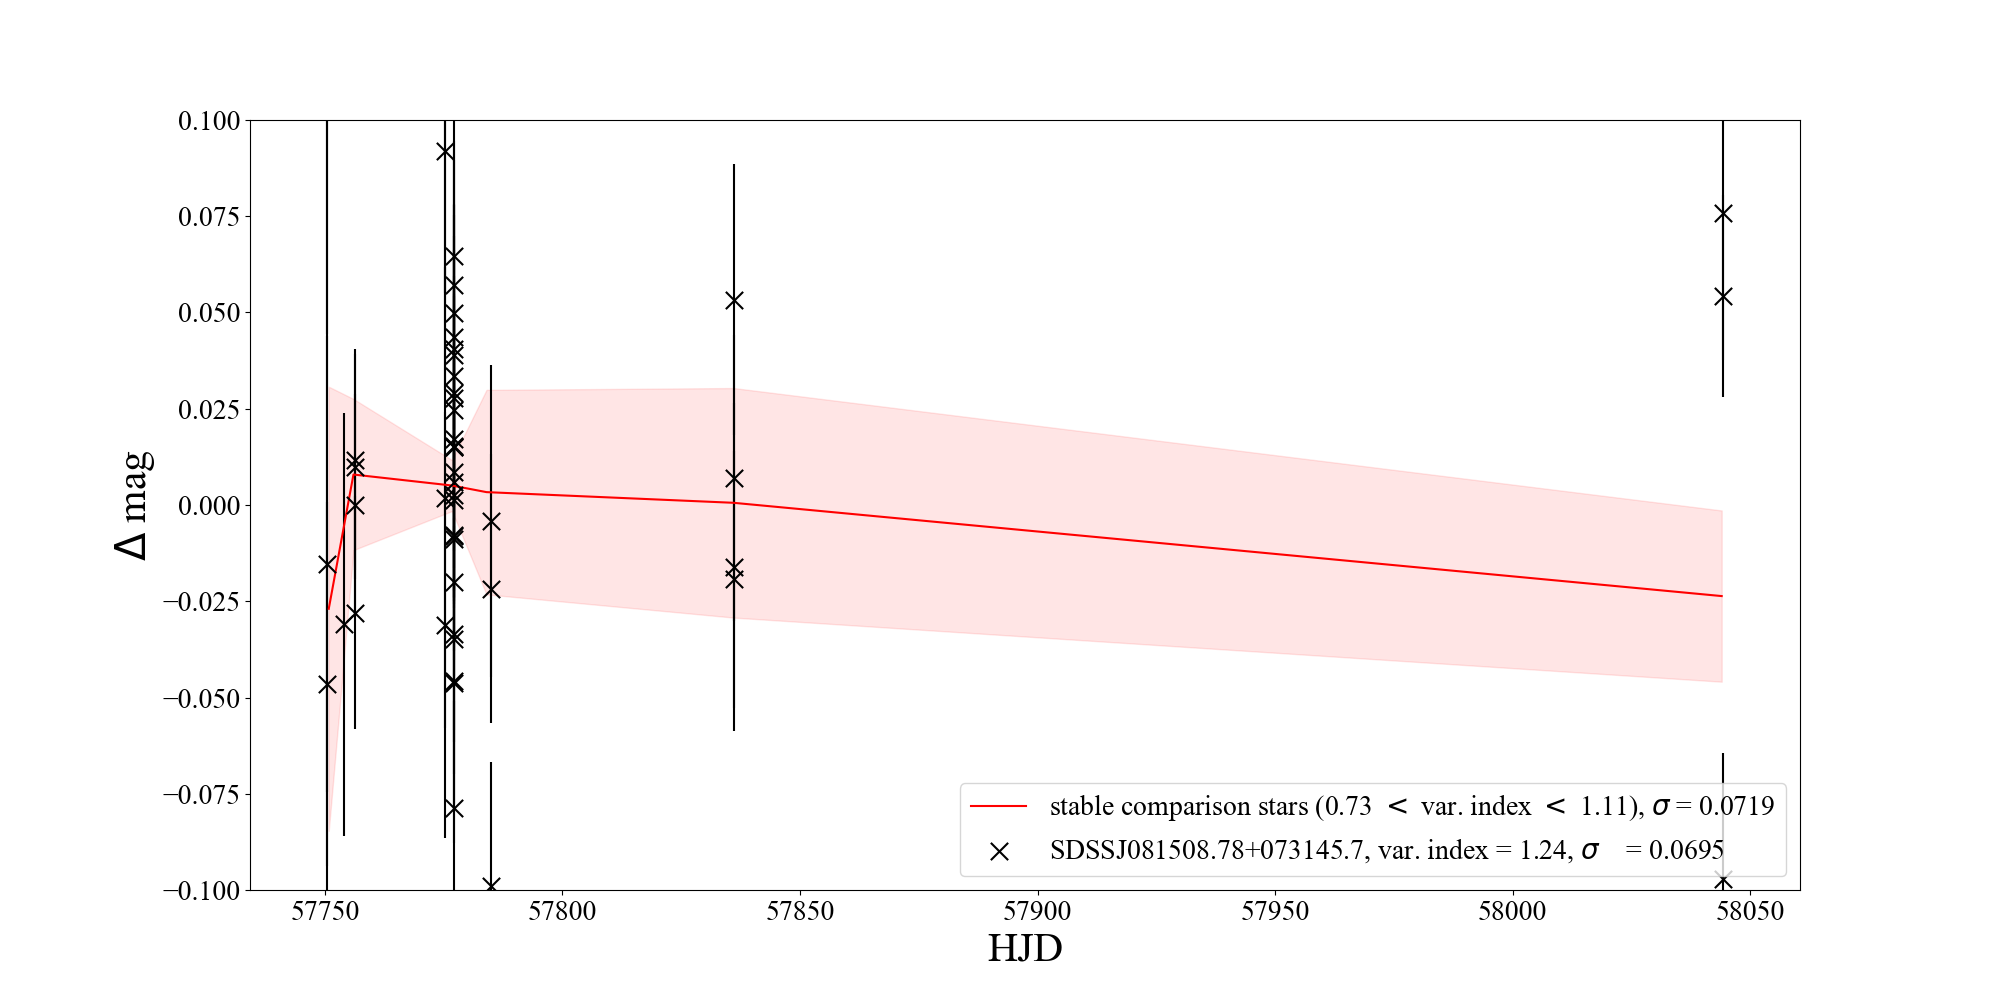 0.100
0.075
0.050
0.025
0.000
−0.025
−0.050
−0.075
−0.100
Δ mag
stable comparison stars (0.73 < var. index < 1.11), σ = 0.0719
SDSSJ081508.78+073145.7, var. index = 1.24, σ = 0.0695
57750 57800 57850 57900 57950 58000 58050
HJD